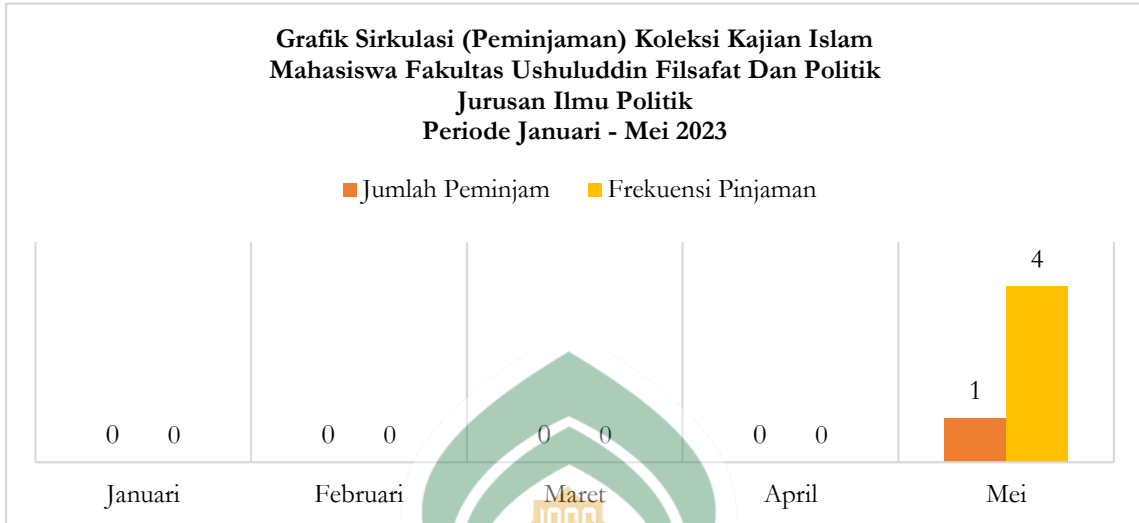 Grafik Sirkulasi (Peminjaman) Koleksi Kajian Islam
Mahasiswa Fakultas Ushuluddin Filsafat Dan Politik
Jurusan Ilmu Politik
Periode Januari - Mei 2023
Jumlah Peminjam Frekuensi Pinjaman
4
1
0 0 0 0 0 0 0 0
Januari Februari Maret April Mei